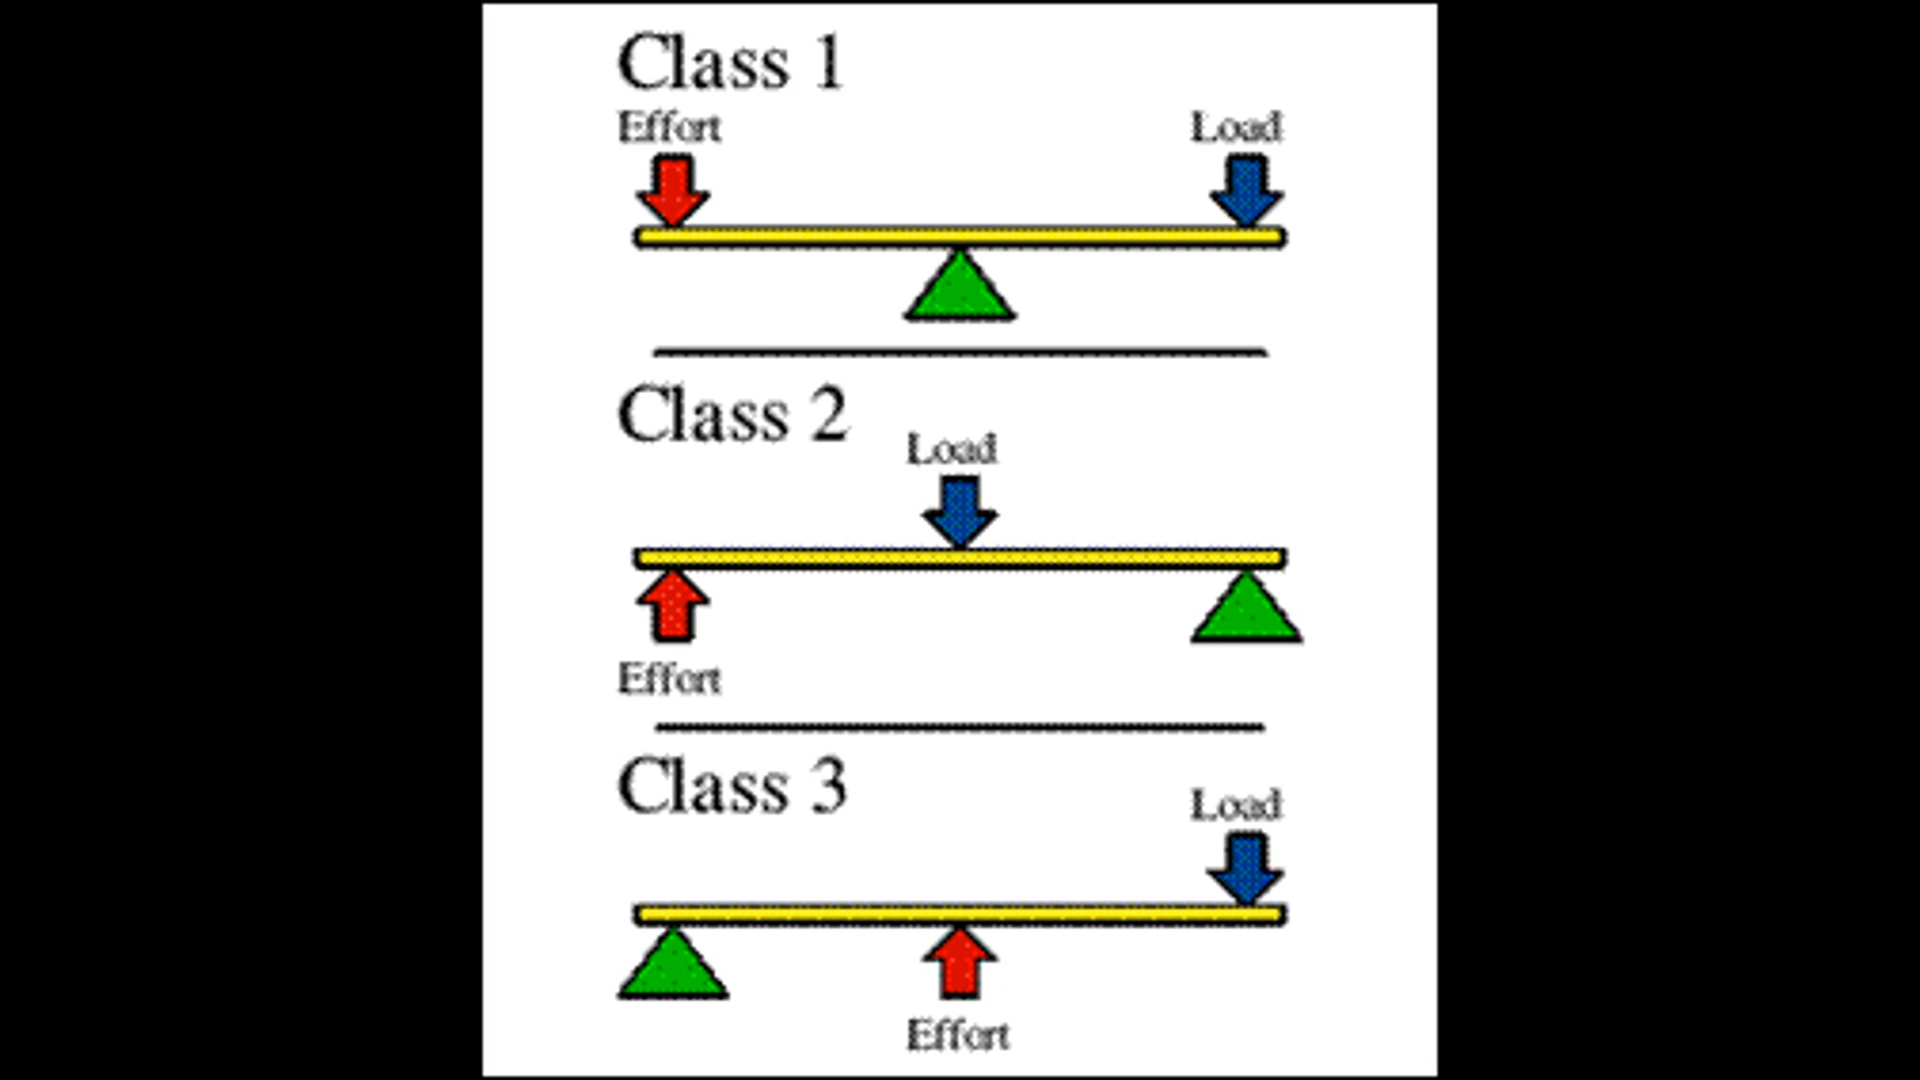 Class 1
Effort Load
Class 2
Load
Effort
Class 3
Load
Effort